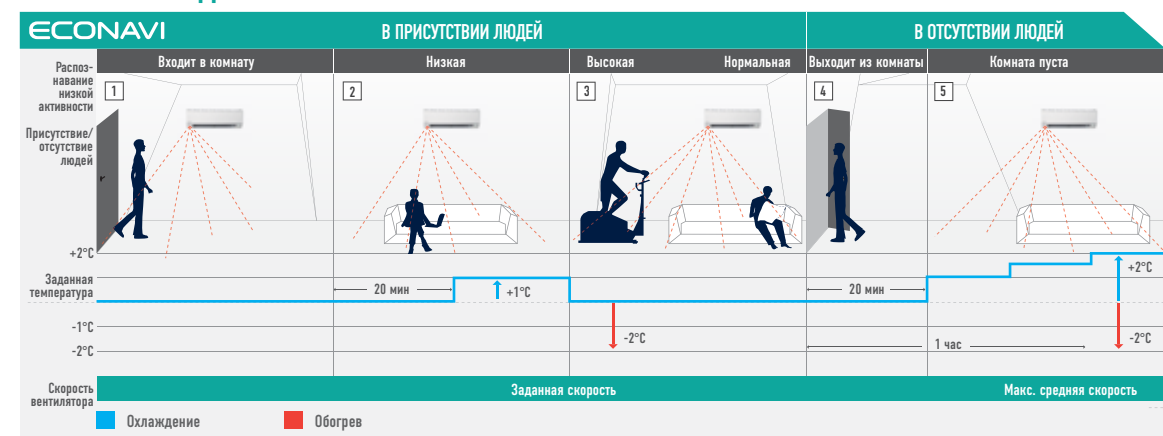 ECONAVI
В ПРИСУТСТВИИ ЛЮДЕЙ
В ОТСУТСТВИИ ЛЮДЕЙ
Входит в комнату
Низкая
Высокая
Нормальная
Выходит из комнаты
Комната пуста
Распоз-
навание
низкой
активности
Присутствие/
отсутствие
людей
1
2
3
4
5
+2°C
Заданная
температура
-1°C
-2°C
20 мин
+1°C
-2°C
20 мин
1 час
+2°C
-2°C
Скорость
вентилятора
Заданная скорость
Макс. средняя скорость
Охлаждение
Обогрев